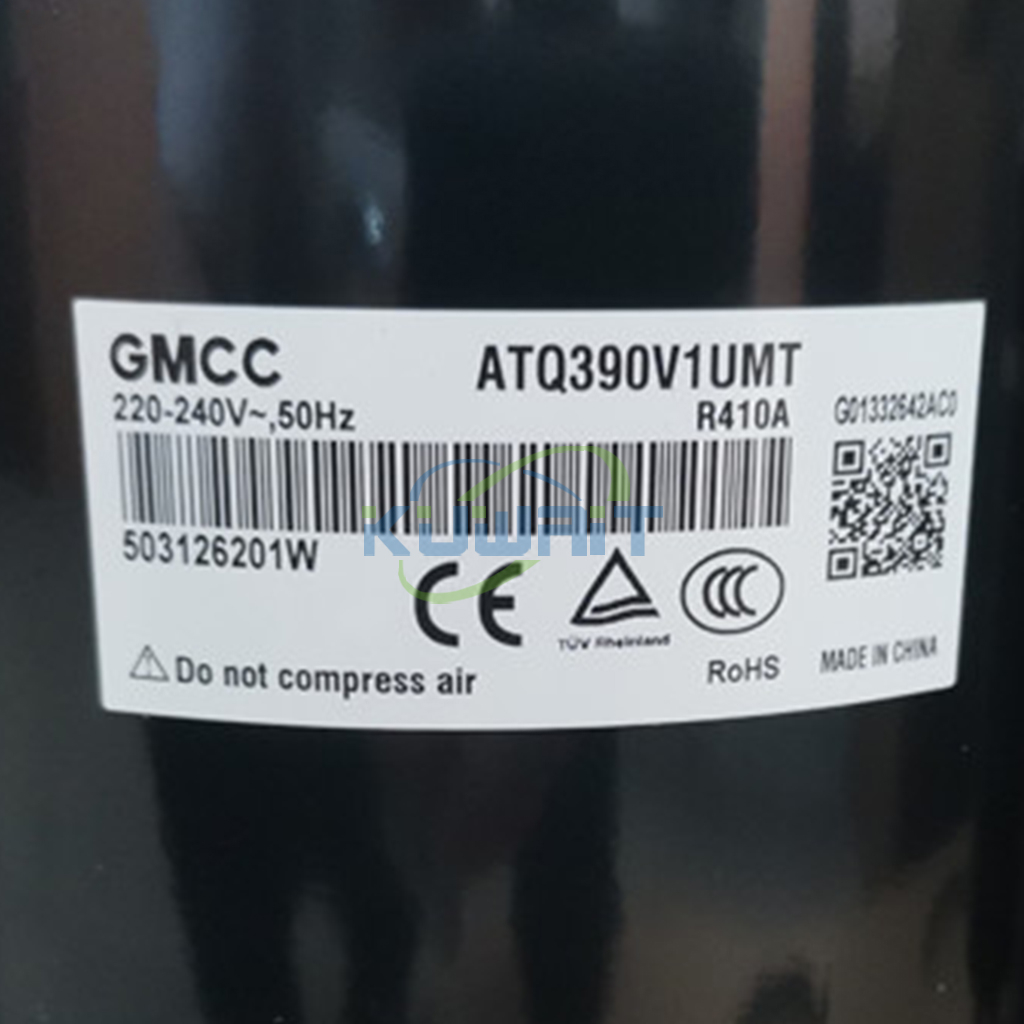 GMCC
ATQ390V1UMT
220-240V~,50Hz
R410A
G01332642AC0
503126201W
KUWAIT
CE
TÜV Rheinland
CCC
Do not compress air
RoHS
MADE IN CHINA